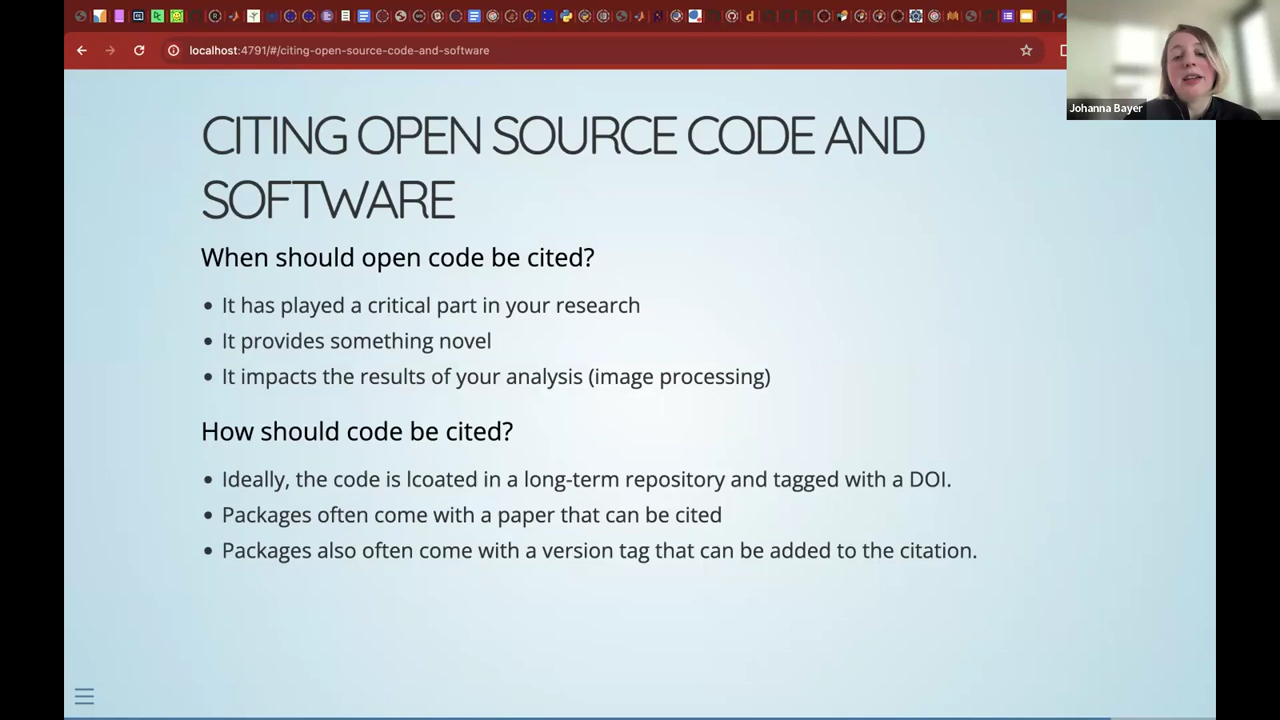 localhost:4791/#/citing-open-source-code-and-software
Johanna Bayer
CITING OPEN SOURCE CODE AND
SOFTWARE
When should open code be cited?
• It has played a critical part in your research
• It provides something novel
• It impacts the results of your analysis (image processing)
How should code be cited?
• Ideally, the code is lcoated in a long-term repository and tagged with a DOI.
• Packages often come with a paper that can be cited
• Packages also often come with a version tag that can be added to the citation.